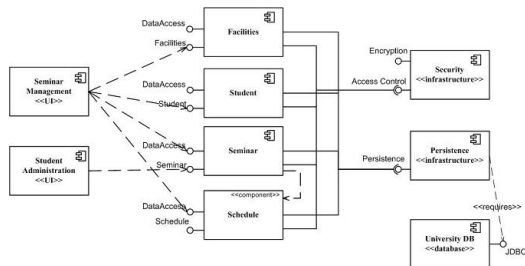 DataAccess
Facilities
Facilities
Encryption
Security
<<infrastructure>>
Access Control
Seminar
Management
<<UI>>
DataAccess
Student
Student
DataAccess
Seminar
Seminar
Student
Administration
<<UI>>
Persistence
Persistence
<<infrastructure>>
<<component>>
DataAccess
Schedule
Schedule
<<requires>>
University DB
<<database>>
JDBC